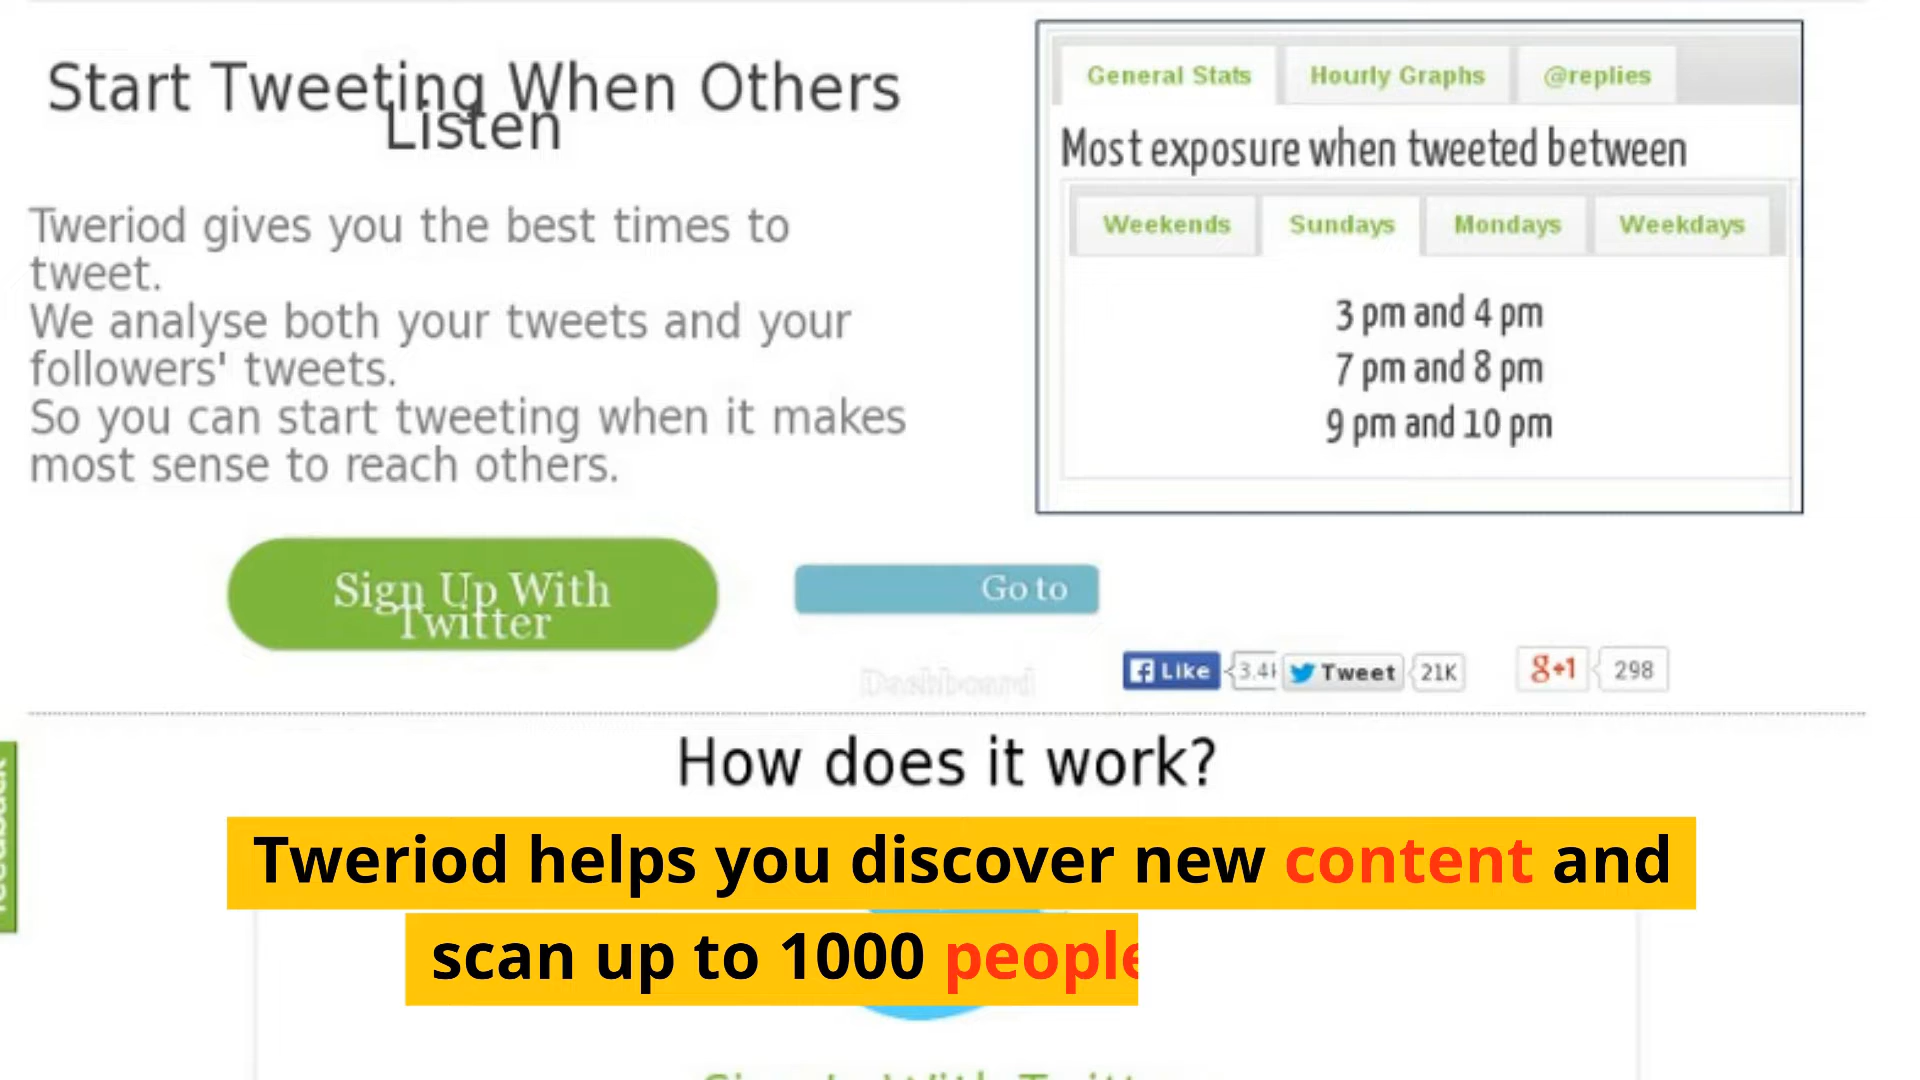 Start Tweeting When Others
Listen
Tweriod gives you the best times to
tweet.
We analyse both your tweets and your
followers' tweets.
So you can start tweeting when it makes
most sense to reach others.
General Stats Hourly Graphs @replies
Most exposure when tweeted between
Weekends Sundays Mondays Weekdays
3 pm and 4 pm
7 pm and 8 pm
9 pm and 10 pm
Sign Up With
Twitter
Go to
Dashboard
Like Tweet 21K g+1 298
How does it work?
Tweriod helps you discover new content and
scan up to 1000 people